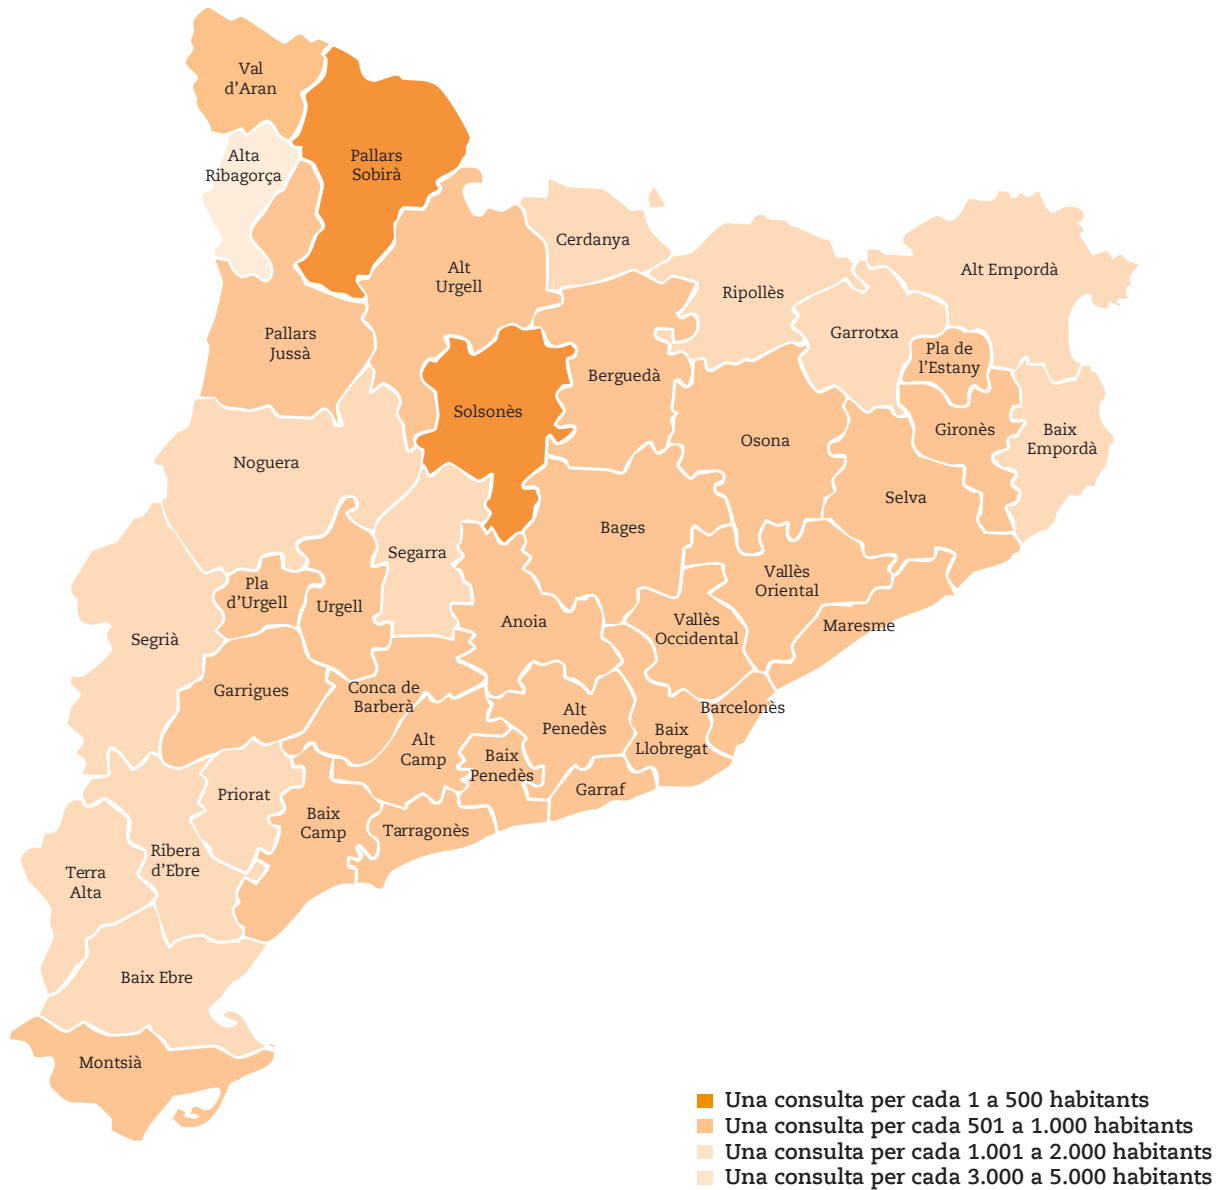 Val
d'Aran
Alta
Ribagorça
Pallars
Sobirà
Cerdanya
Alt
Urgell
Ripollès
Alt Empordà
Pallars
Jussà
Garrotxa
Pla de
l'Estany
Berguedà
Solsonès
Osona
Gironès
Baix
Empordà
Noguera
Selva
Bages
Segarra
Vallès
Oriental
Pla
d'Urgell
Urgell
Anoia
Vallès
Occidental
Maresme
Segrià
Garrigues
Conca de
Barberà
Barcelonès
Alt
Penedès
Baix
Llobregat
Alt
Camp
Baix
Penedès
Garraf
Priorat
Baix
Camp
Tarragonès
Ribera
d'Ebre
Terra
Alta
Baix Ebre
Montsià
Una consulta per cada 1 a 500 habitants
Una consulta per cada 501 a 1.000 habitants
Una consulta per cada 1.001 a 2.000 habitants
Una consulta per cada 3.000 a 5.000 habitants